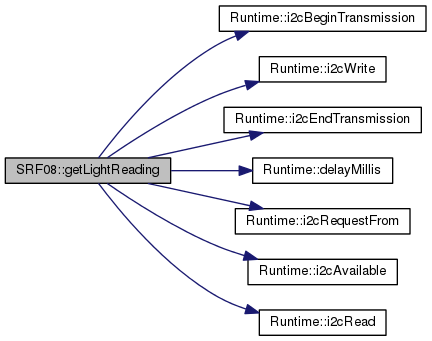 Runtime::i2cBeginTransmission
Runtime::i2cWrite
Runtime::i2cEndTransmission
SRF08::getLightReading
Runtime::delayMillis
Runtime::i2cRequestFrom
Runtime::i2cAvailable
Runtime::i2cRead